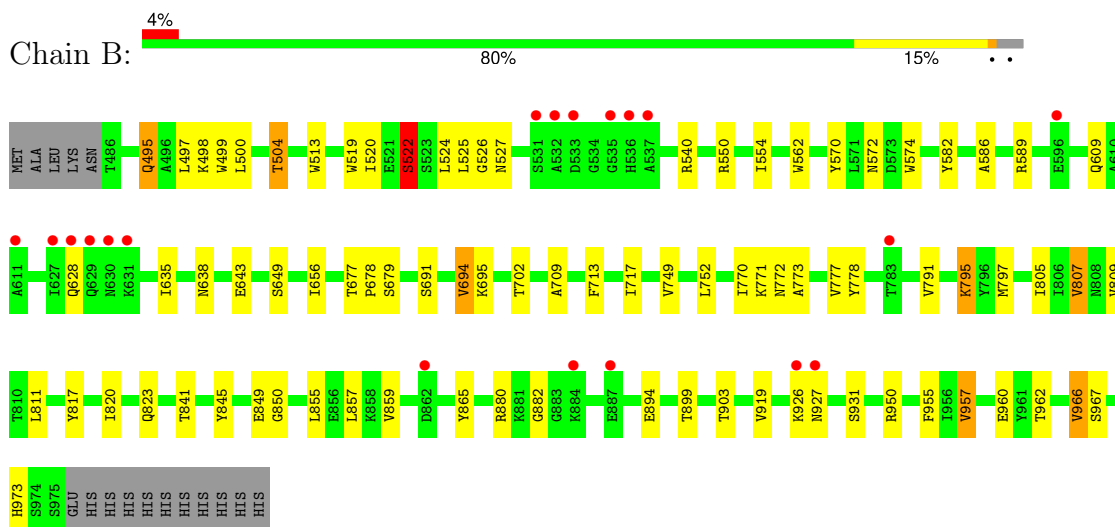 4%
Chain B:
80% 15% • •
MET ALA LEU LYS ASN T486 Q495 A496 L497 K498 W499 L500 T504 W513 W519 I520 E521 S522 S523 L524 L525 G526 N527 S531 A532 D533 G534 G535 H536 A537 R540 R550 I554 W562 Y570 L571 N572 D573 W574 Y582 A586 R589 E596 Q609 A610
A611 I627 Q628 Q629 N630 K631 I635 N638 E643 S649 I656 T677 P678 S679 S691 V694 K695 T702 A709 F713 I717 V749 L752 I770 K771 N772 A773 V777 Y778 T783 V791 K795 Y796 M797 I805 I806 V807 N808 V809
T810 L811 Y817 I820 Q823 T841 Y845 E849 G850 L855 E856 L857 K858 V859 D862 Y865 R880 K881 G882 G883 K884 E887 E894 T899 T903 V919 K926 N927 S931 R950 F955 I956 V957 E960 Y961 T962 V966 S967
H973 S974 S975 GLU HIS HIS HIS HIS HIS HIS HIS HIS